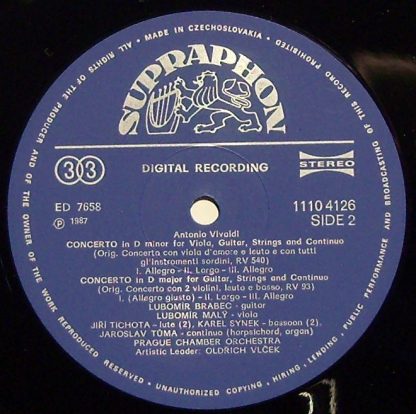 • MADE IN CZECHOSLOVAKIA • ALL RIGHTS OF THE PRODUCER AND OF THE OWNER OF THE WORK REPRODUCED RESERVED • UNAUTHORIZED COPYING • HIRING • LENDING • PUBLIC PERFORMANCE AND BROADCASTING OF THIS RECORD PROHIBITED
SUPRAPHON
33 DIGITAL RECORDING STEREO
ED 7658 1110 4126
Ⓟ 1987 SIDE 2
Antonio Vivaldi
CONCERTO in D minor for Viola, Guitar, Strings and Continuo
(Orig. Concerto con viola d'amore e leuto e con tutti
gl'instrumenti sordini, RV 540)
I. Allegro - II. Largo - III. Allegro
CONCERTO in D major for Guitar, Strings and Continuo
(Orig. Concerto con 2 violini, leuto e basso, RV 93)
I. (Allegro giusto) - II. Largo - III. Allegro
LUBOMÍR BRABEC - guitar
LUBOMÍR MALÝ - viola
JIŘÍ TICHOTA - lute (2), KAREL SYNEK - bassoon (2),
JAROSLAV TŮMA - continuo (harpsichord, organ)
PRAGUE CHAMBER ORCHESTRA
Artistic Leader: OLDŘICH VLČEK